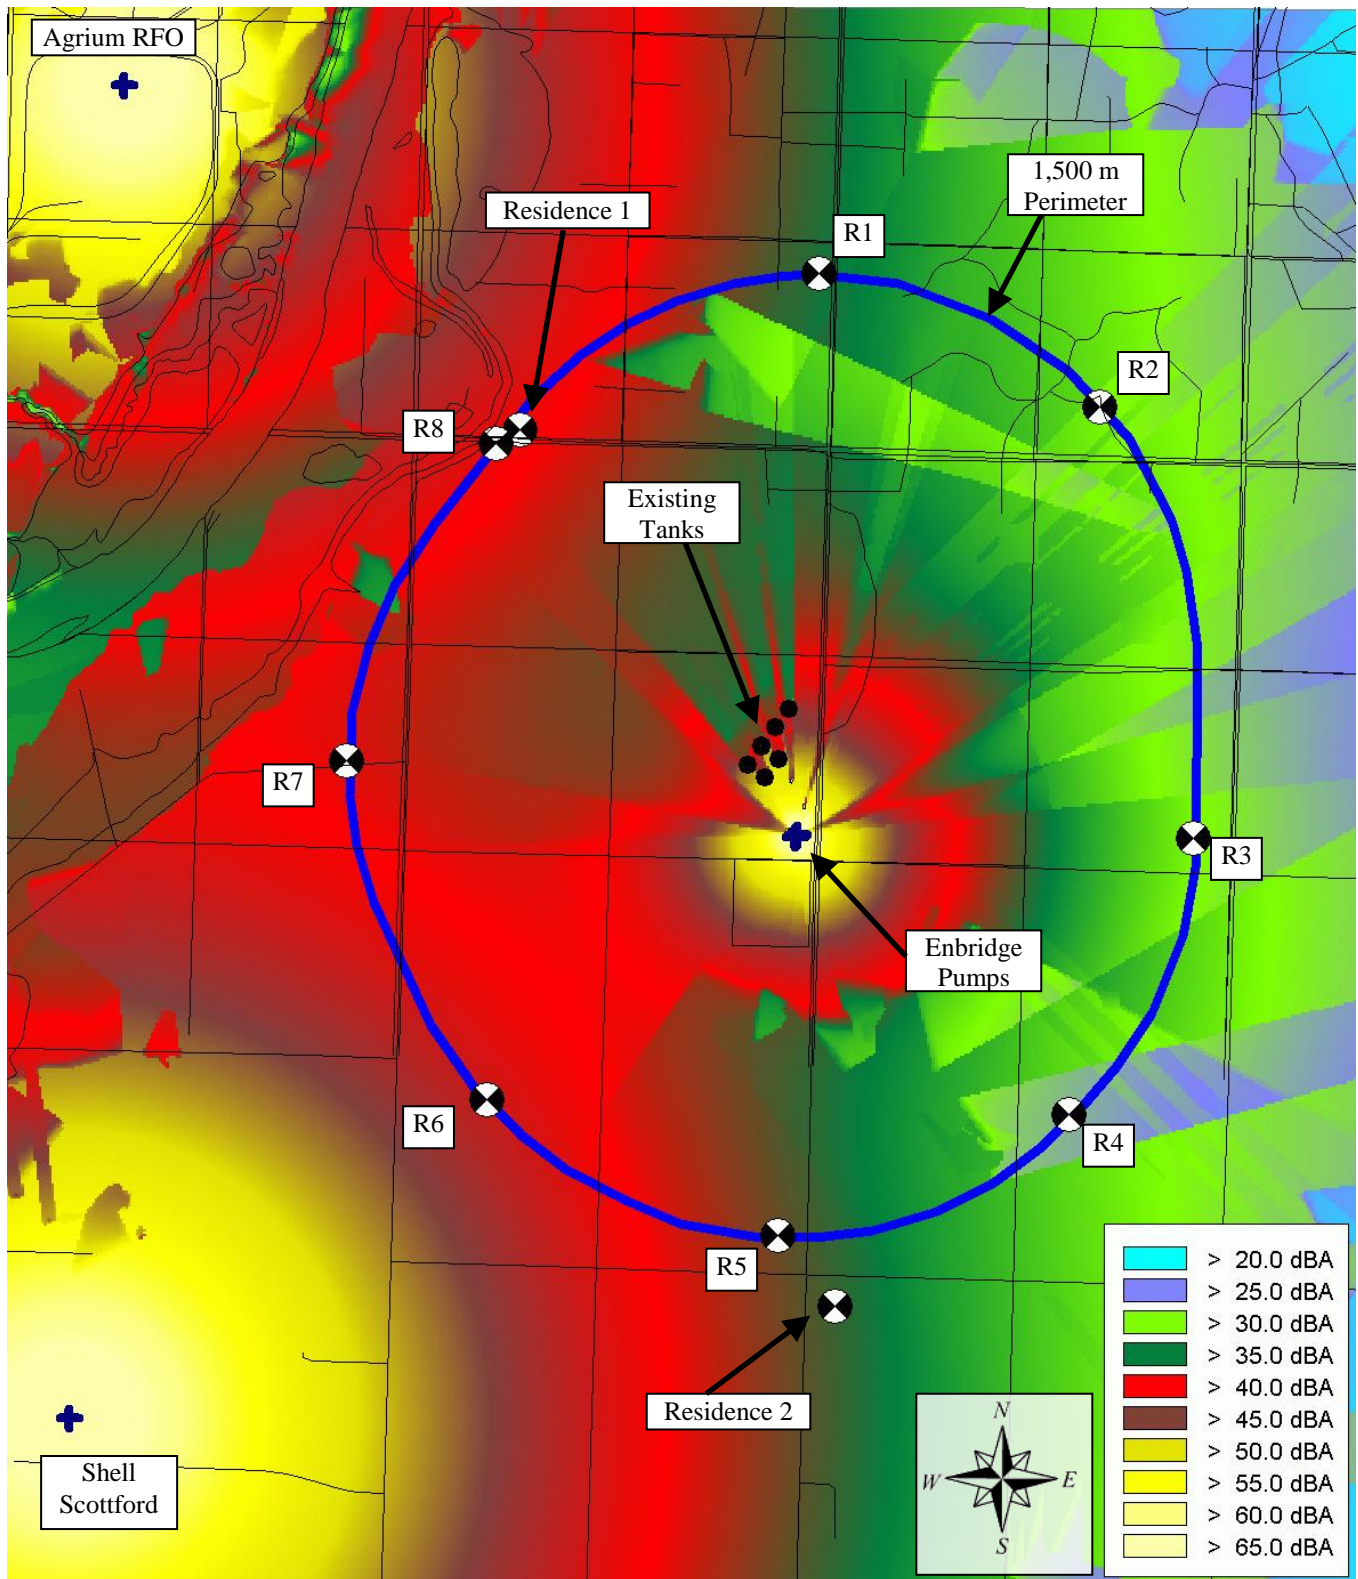 Agrium RFO
1,500 m
Perimeter
Residence 1
R1
R2
R8
Existing
Tanks
R7
R3
Enbridge
Pumps
R6
R4
R5
Residence 2
Shell
Scottford
N
W E
S
> 20.0 dBA
> 25.0 dBA
> 30.0 dBA
> 35.0 dBA
> 40.0 dBA
> 45.0 dBA
> 50.0 dBA
> 55.0 dBA
> 60.0 dBA
> 65.0 dBA